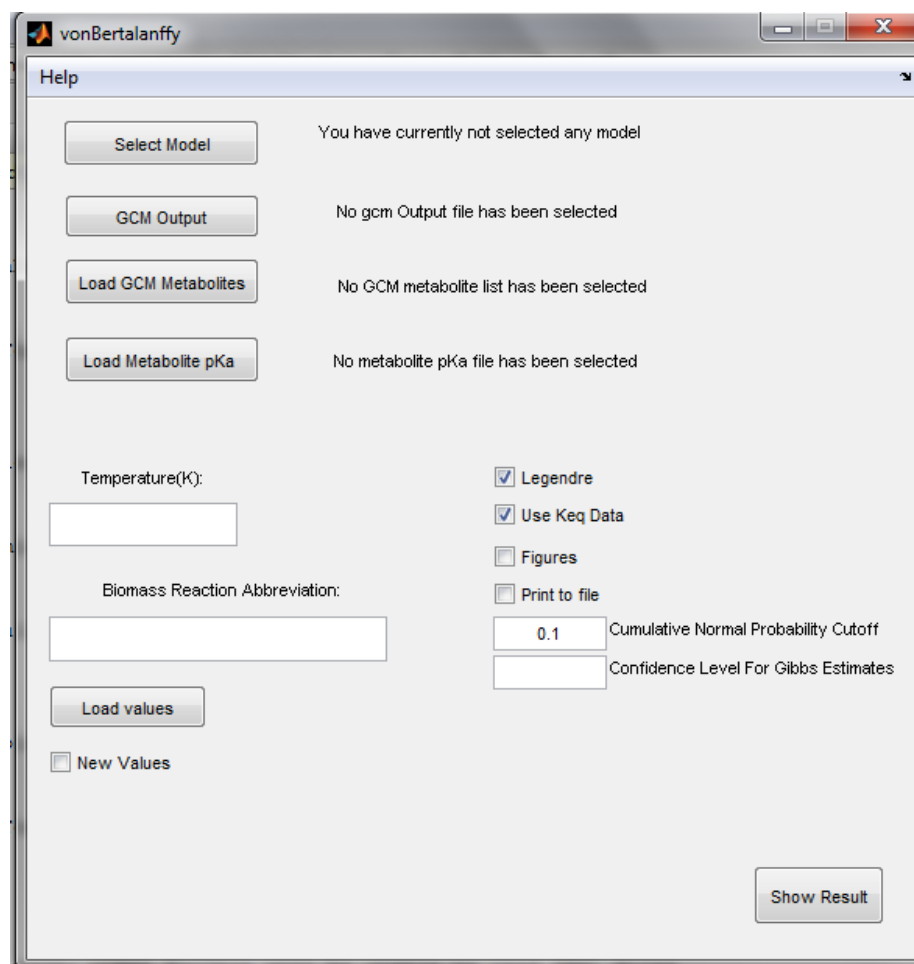 vonBertalanffy
Help
Select Model
You have currently not selected any model
GCM Output
No gcm Output file has been selected
Load GCM Metabolites
No GCM metabolite list has been selected
Load Metabolite pKa
No metabolite pKa file has been selected
Temperature(K):
Legendre
Use Keq Data
Figures
Biomass Reaction Abbreviation:
Print to file
0.1 Cumulative Normal Probability Cutoff
Confidence Level For Gibbs Estimates
Load values
New Values
Show Result